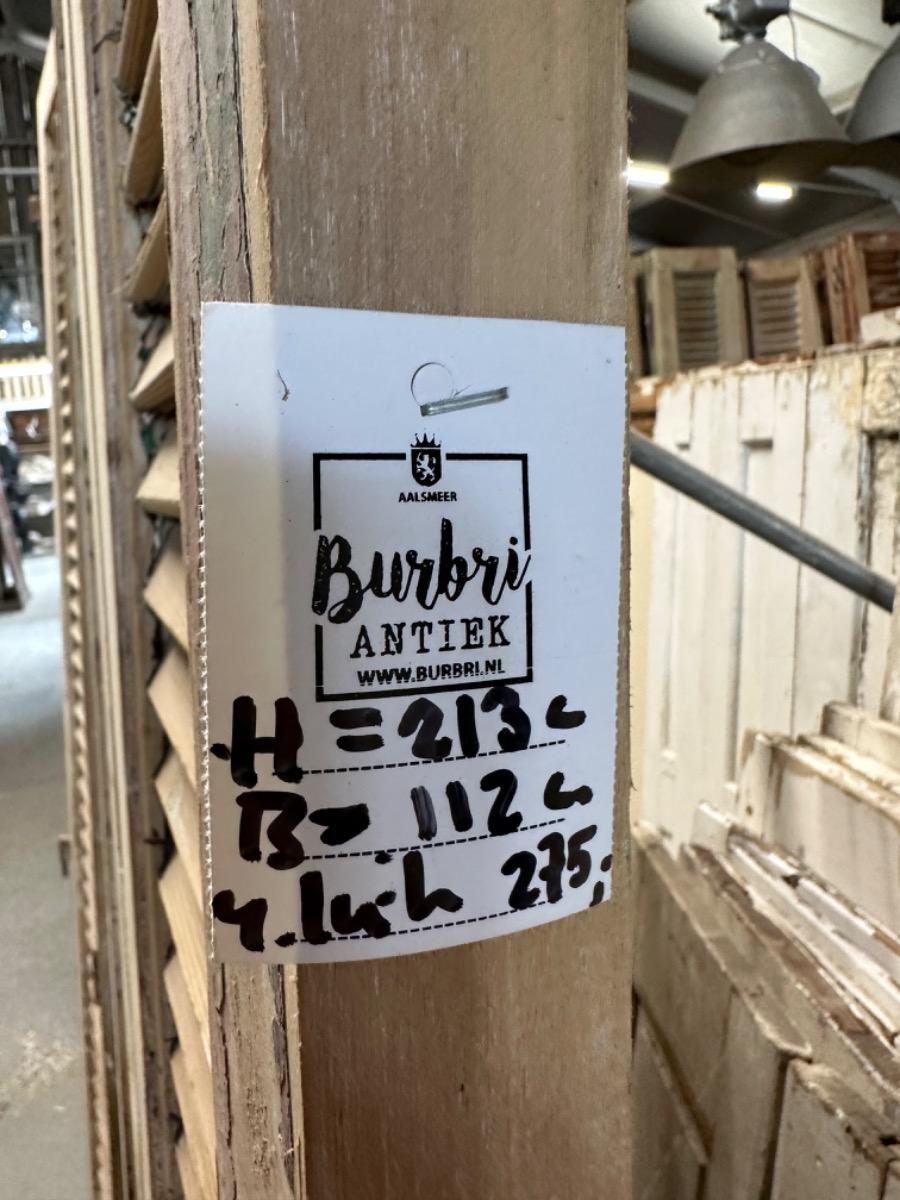 AALSMEER
Burbri
ANTIEK
WWW.BURBRI.NL
H = 213 c
B = 112 c
4. luik 275,-